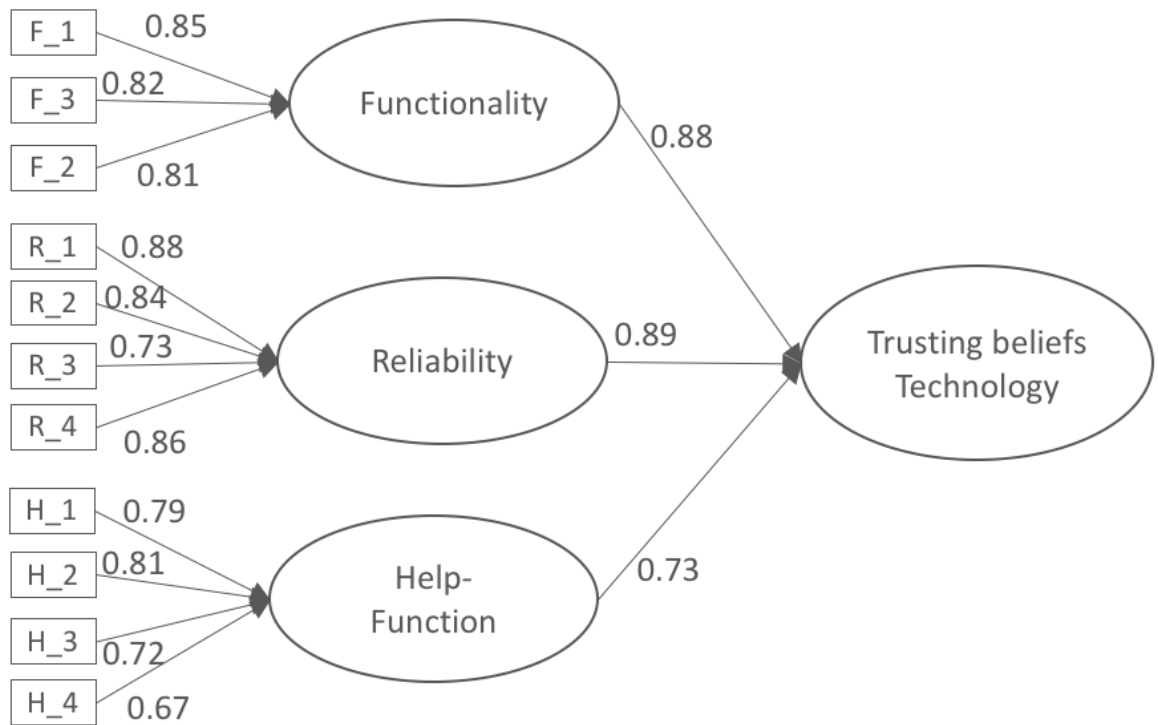 F_1
0.85
F_3
0.82
F_2
0.81
Functionality
0.88
R_1
0.88
R_2
0.84
R_3
0.73
R_4
0.86
Reliability
0.89
Trusting beliefs
Technology
H_1
0.79
H_2
0.81
H_3
0.72
H_4
0.67
Help-
Function
0.73